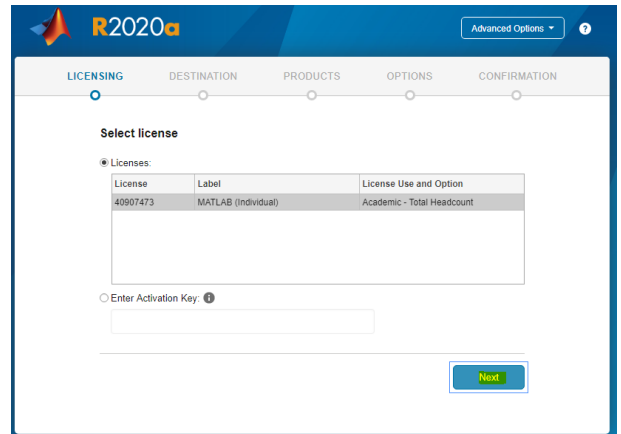 R2020a
Advanced Options
?
LICENSING DESTINATION PRODUCTS OPTIONS CONFIRMATION
Select license
Licenses:
License Label License Use and Option
40907473 MATLAB (Individual) Academic - Total Headcount
Enter Activation Key: i
Next